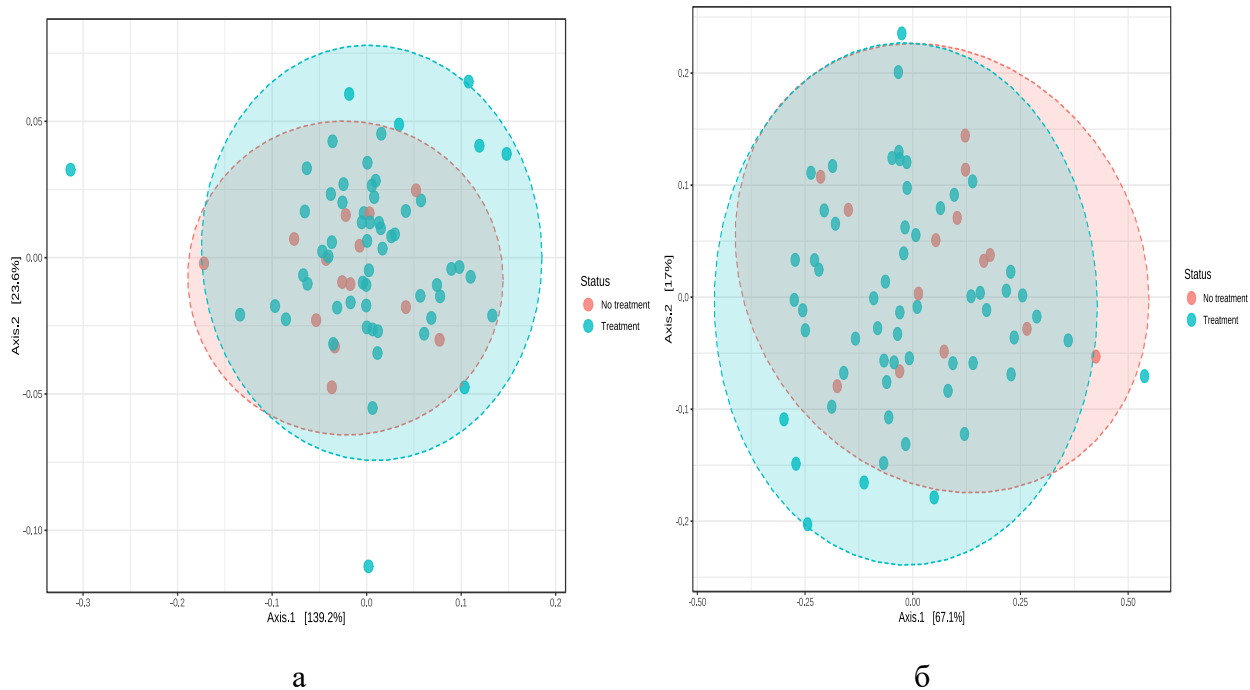 0,05
0.00
-0.05
-0,10
-0.3
-0.2
-0.1
0.0
0.1
0.2
Axis.2 [23.6%]
Axis.1 [139.2%]
Status
No treatment
Treatment
а
0.2
0.1
0.0
-0,1
-0,2
-0.50
-0.25
0.00
0.25
0.50
Axis.2 [17%]
Axis.1 [67.1%]
Status
No treatment
Treatment
б